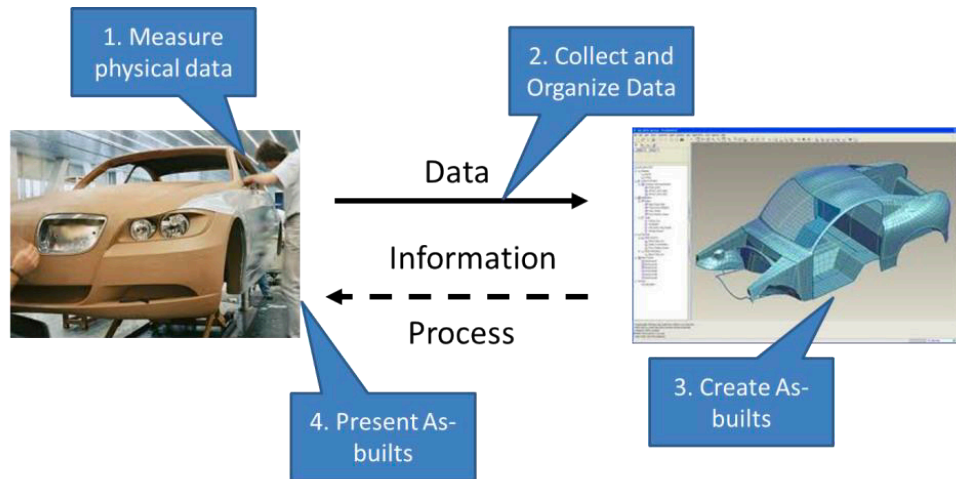 1. Measure
physical data
2. Collect and
Organize Data
Data
Information
Process
3. Create As-
builts
4. Present As-
builts